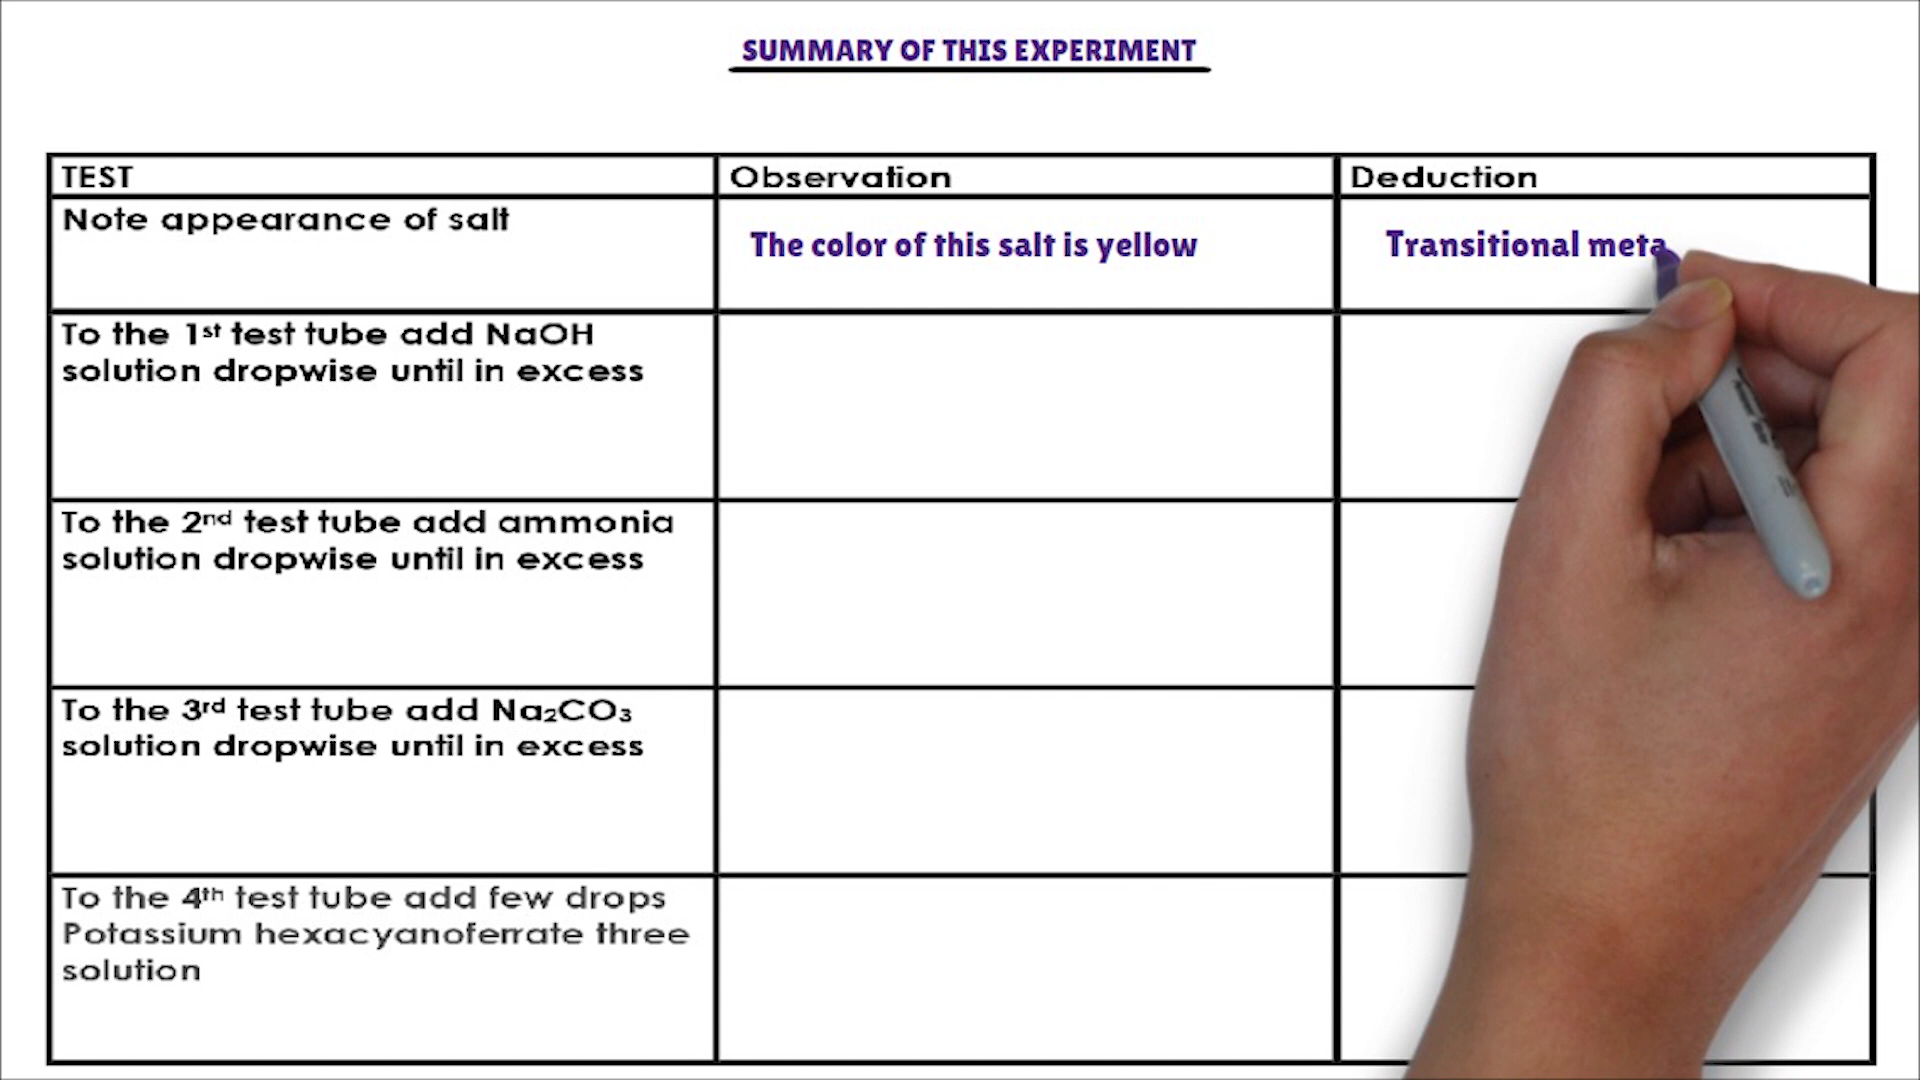 SUMMARY OF THIS EXPERIMENT
TEST
Observation
Deduction
Note appearance of salt
The color of this salt is yellow
Transitional meta
To the 1st test tube add NaOH
solution dropwise until in excess
To the 2nd test tube add ammonia
solution dropwise until in excess
To the 3rd test tube add Na₂CO₃
solution dropwise until in excess
To the 4th test tube add few drops
Potassium hexacyanoferrate three
solution